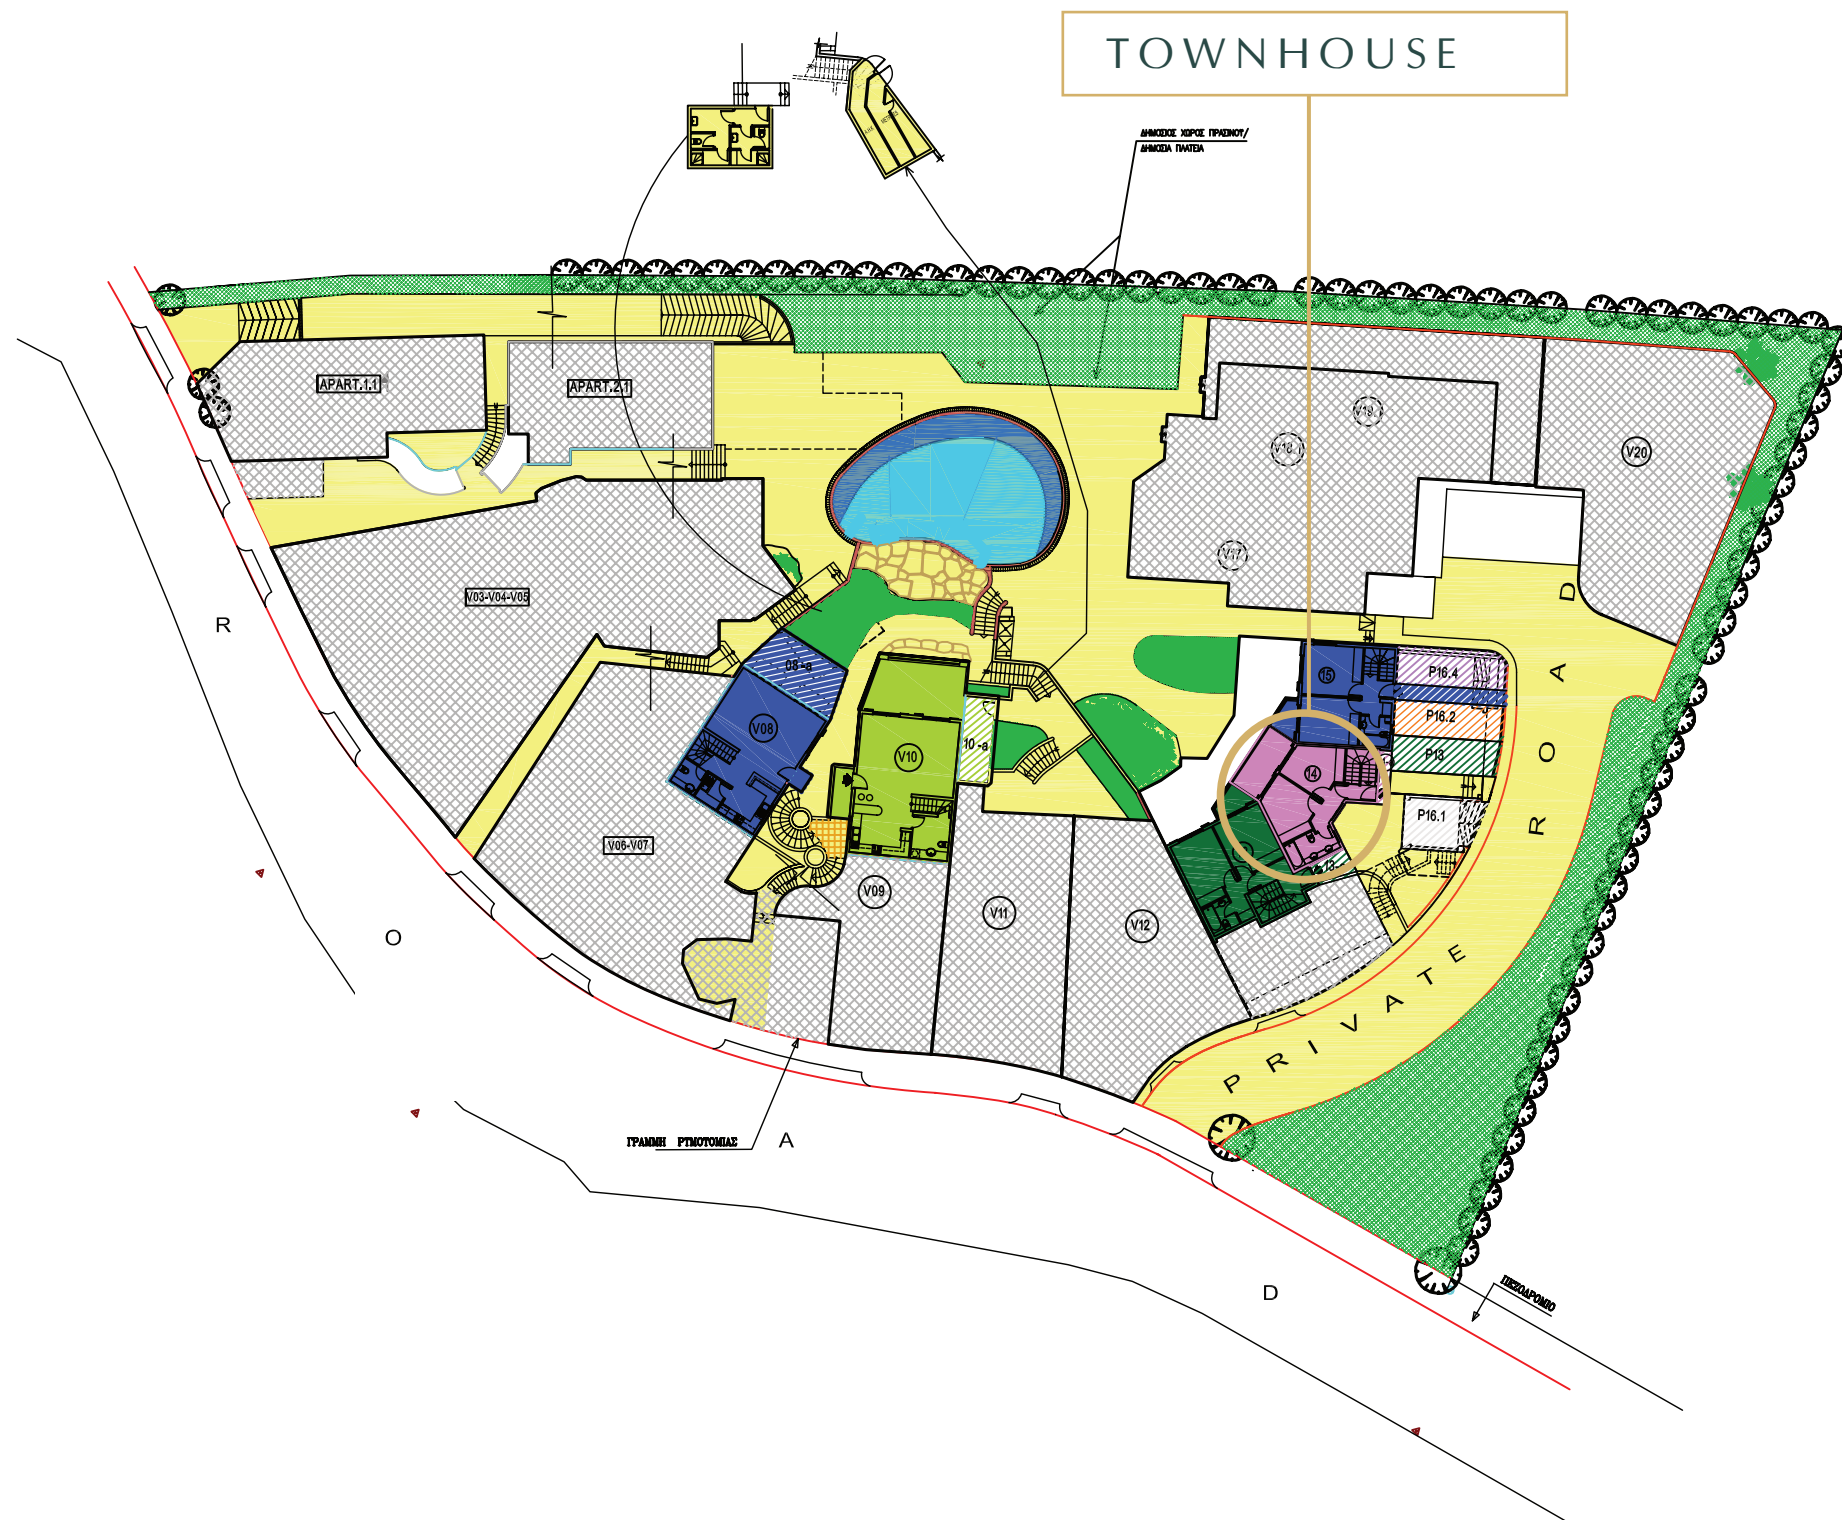 TOWNHOUSE
ΔΗΜΟΣΙΟΣ ΧΩΡΟΣ ΠΡΑΣΙΝΟΥ/
ΔΗΜΟΣΙΑ ΠΛΑΤΕΙΑ
APART.1.1
APART.2.1
V19
V18
V20
V17
V03-V04-V05
08-a
V08
V10
10-a
15
P16.4
P16.2
P13
14
P16.1
V06-V07
V09
V11
V12
R
O
A
D
PRIVATE ROAD
ΓΡΑΜΜΗ ΡΥΜΟΤΟΜΙΑΣ
ΠΕΖΟΔΡΟΜΙΟ